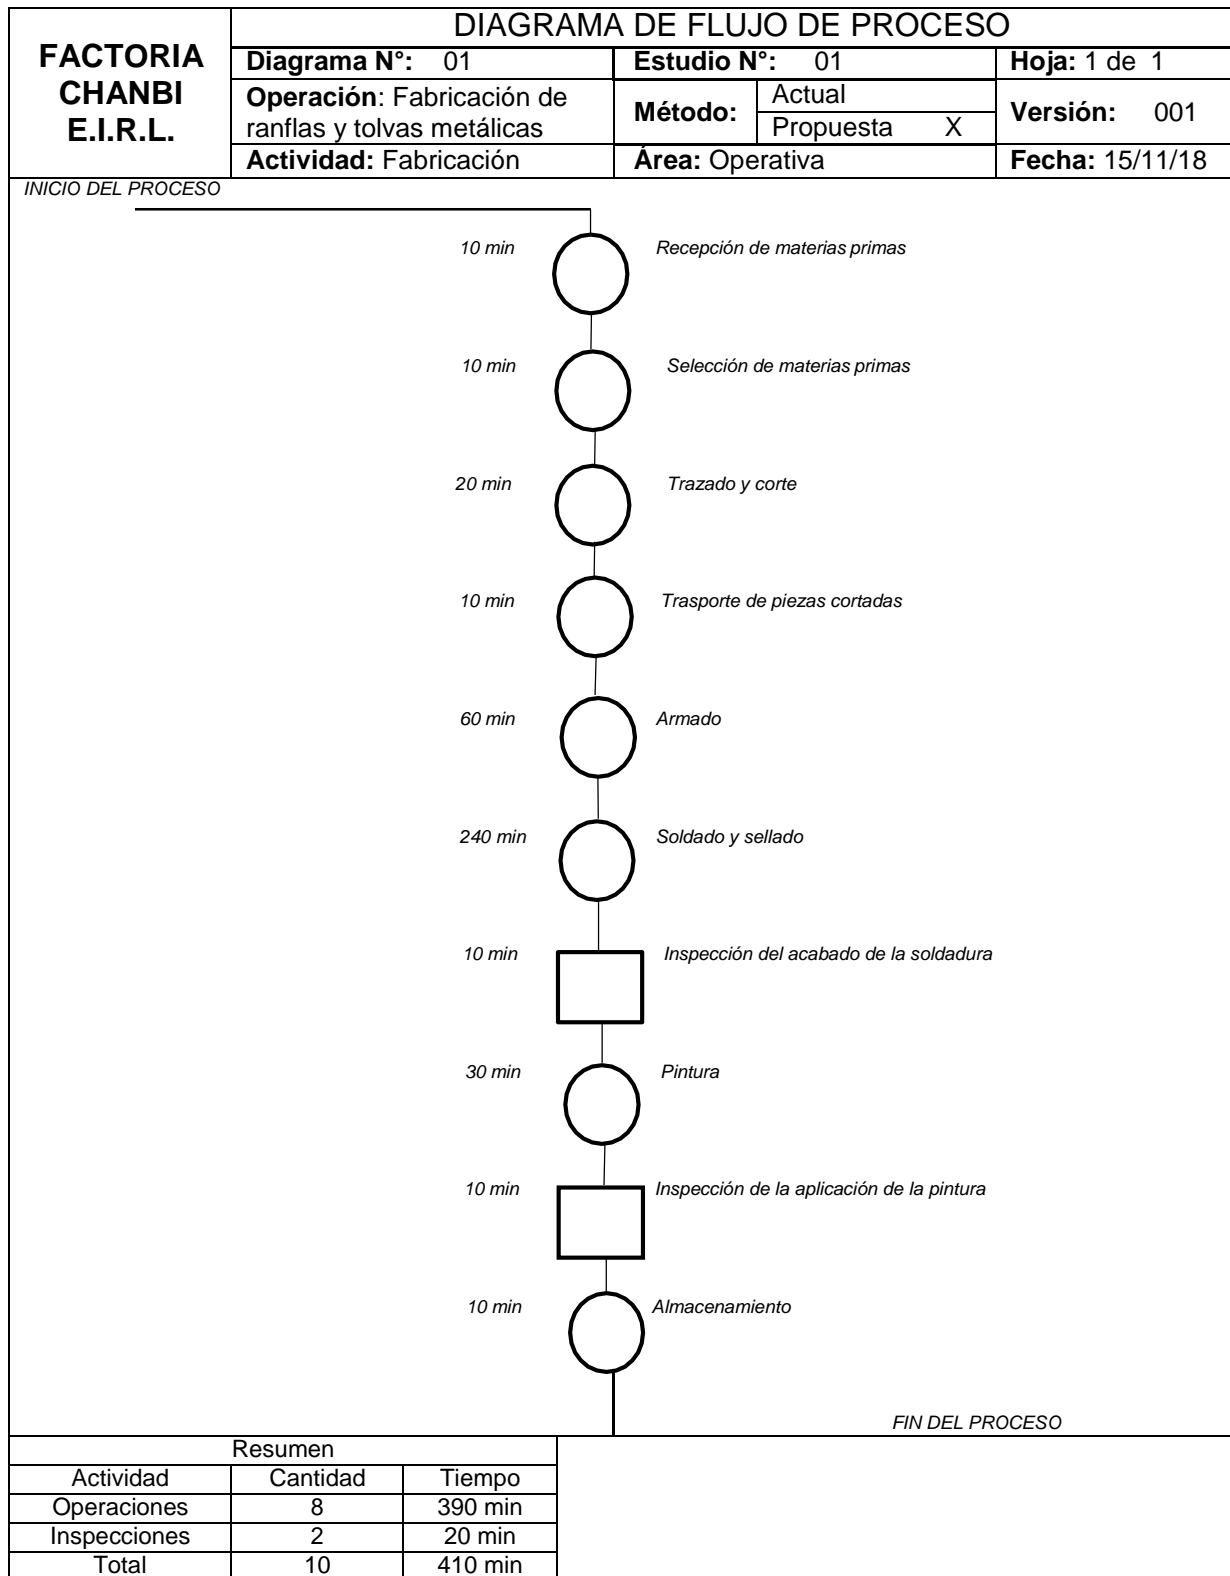 DIAGRAMA DE FLUJO DE PROCESO
FACTORIA
CHANBI
E.I.R.L.
Diagrama N°: 01
Estudio N°: 01
Hoja: 1 de 1
Operación: Fabricación de
ranflas y tolvas metálicas
Método:
Actual
Propuesta X
Versión: 001
Actividad: Fabricación
Área: Operativa
Fecha: 15/11/18
INICIO DEL PROCESO
10 min Recepción de materias primas
10 min Selección de materias primas
20 min Trazado y corte
10 min Trasporte de piezas cortadas
60 min Armado
240 min Soldado y sellado
10 min Inspección del acabado de la soldadura
30 min Pintura
10 min Inspección de la aplicación de la pintura
10 min Almacenamiento
FIN DEL PROCESO
Resumen
Actividad Cantidad Tiempo
Operaciones 8 390 min
Inspecciones 2 20 min
Total 10 410 min